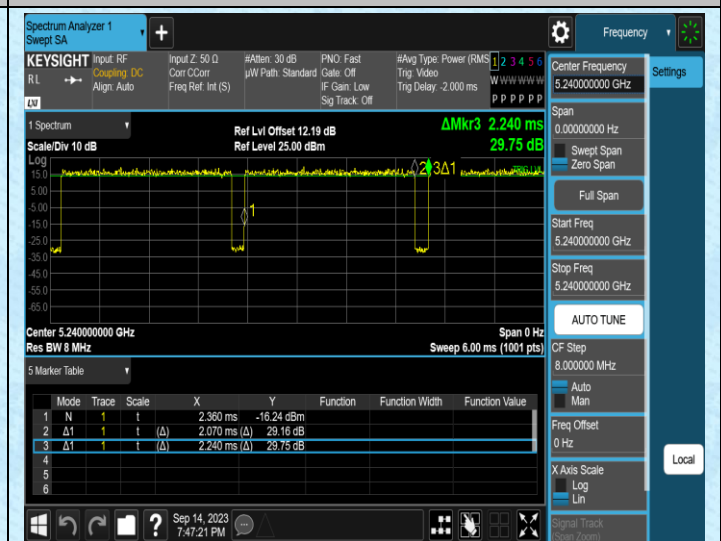 Spectrum Analyzer 1
Swept SA
+
Frequency
KEYSIGHT Input: RF Input Z: 50 Ω #Atten: 30 dB PNO: Fast #Avg Type: Power (RMS 1 2 3 4 5 6
RL Coupling: DC Corr CCorr µW Path: Standard Gate: Off Trig: Video W W W W W W
Align: Auto Freq Ref: Int (S) IF Gain: Low Trig Delay: -2.000 ms
Sig Track: Off P P P P P P
LXI
1 Spectrum
Ref Lvl Offset 12.19 dB ΔMkr3 2.240 ms
Scale/Div 10 dB Ref Level 25.00 dBm 29.75 dB
Log
15.0
5.00
-5.00
-15.0
-25.0
-35.0
-45.0
-55.0
-65.0
2 3Δ1
1
Center 5.240000000 GHz Span 0 Hz
Res BW 8 MHz Sweep 6.00 ms (1001 pts)
5 Marker Table
Mode Trace Scale X Y Function Function Width Function Value
1 N 1 t 2.360 ms -16.24 dBm
2 Δ1 1 t (Δ) 2.070 ms (Δ) 29.16 dB
3 Δ1 1 t (Δ) 2.240 ms (Δ) 29.75 dB
4
5
6
Sep 14, 2023
7:47:21 PM
?
Center Frequency
5.240000000 GHz
Settings
Span
0.00000000 Hz
Swept Span
Zero Span
Full Span
Start Freq
5.240000000 GHz
Stop Freq
5.240000000 GHz
AUTO TUNE
CF Step
8.000000 MHz
Auto
Man
Freq Offset
0 Hz
X Axis Scale
Log
Lin
Signal Track
(Span Zoom)
Local